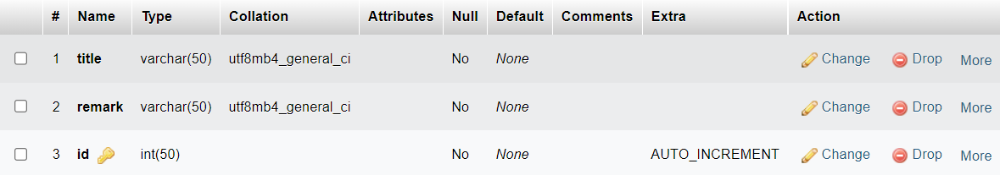 # Name Type Collation Attributes Null Default Comments Extra Action
1 title varchar(50) utf8mb4_general_ci No None Change Drop More
2 remark varchar(50) utf8mb4_general_ci No None Change Drop More
3 id int(50) No None AUTO_INCREMENT Change Drop More